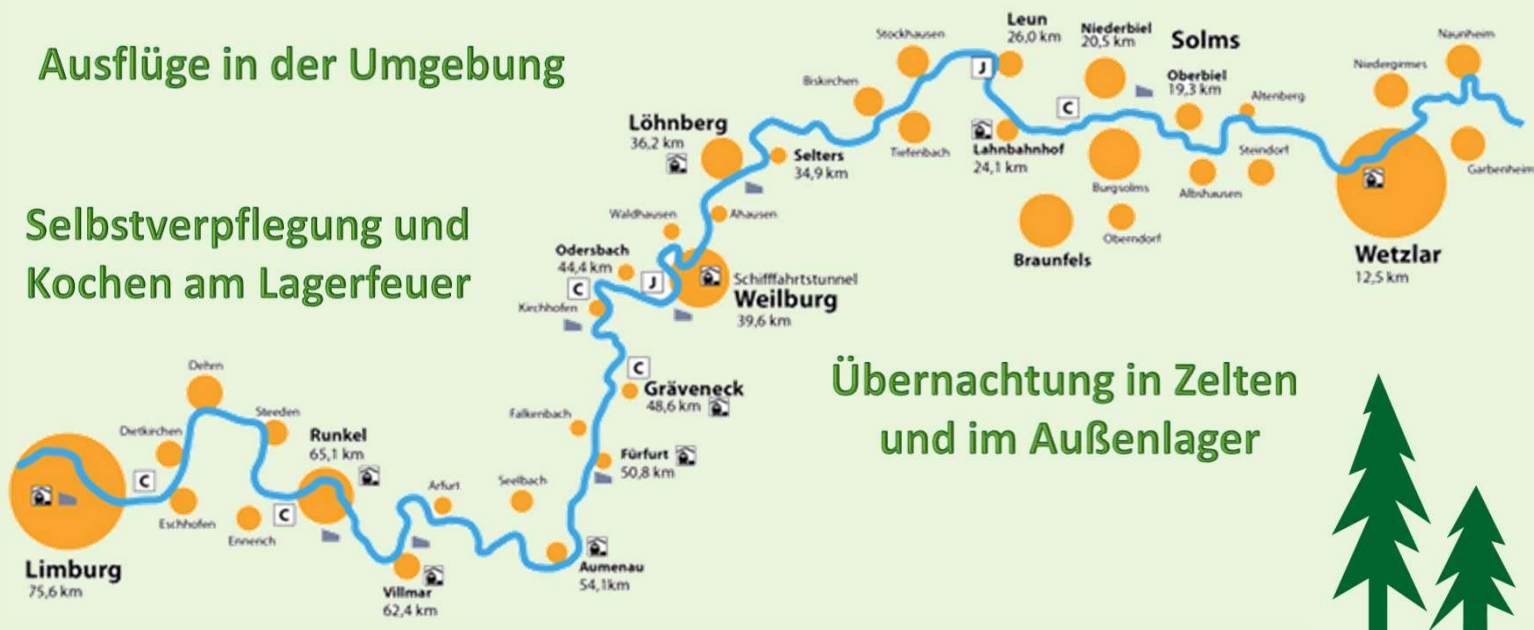 Ausflüge in der Umgebung
Selbstverpflegung und
Kochen am Lagerfeuer
Übernachtung in Zelten
und im Außenlager
Naunheim
Niedergirmes
Garbenheim
Wetzlar
12,5 km
Altenberg
Steindorf
Albshausen
Solms
Oberbiel
19,3 km
Niederbiel
20,5 km
Burgsolms
Oberndorf
Braunfels
C
Lahnbahnhof
24,1 km
Leun
26,0 km
J
Stockhausen
Biskirchen
Tiefenbach
Selters
34,9 km
Löhnberg
36,2 km
Ahausen
Waldhausen
Schifffahrtstunnel
Weilburg
39,6 km
J
Odersbach
44,4 km
C
Kirchhofen
C
Gräveneck
48,6 km
Falkenbach
Fürfurt
50,8 km
Seelbach
Aumenau
54,1km
Arfurt
Villmar
62,4 km
Runkel
65,1 km
C
Ennerich
Steeden
Dehrn
Dietkirchen
Eschhofen
C
Limburg
75,6 km